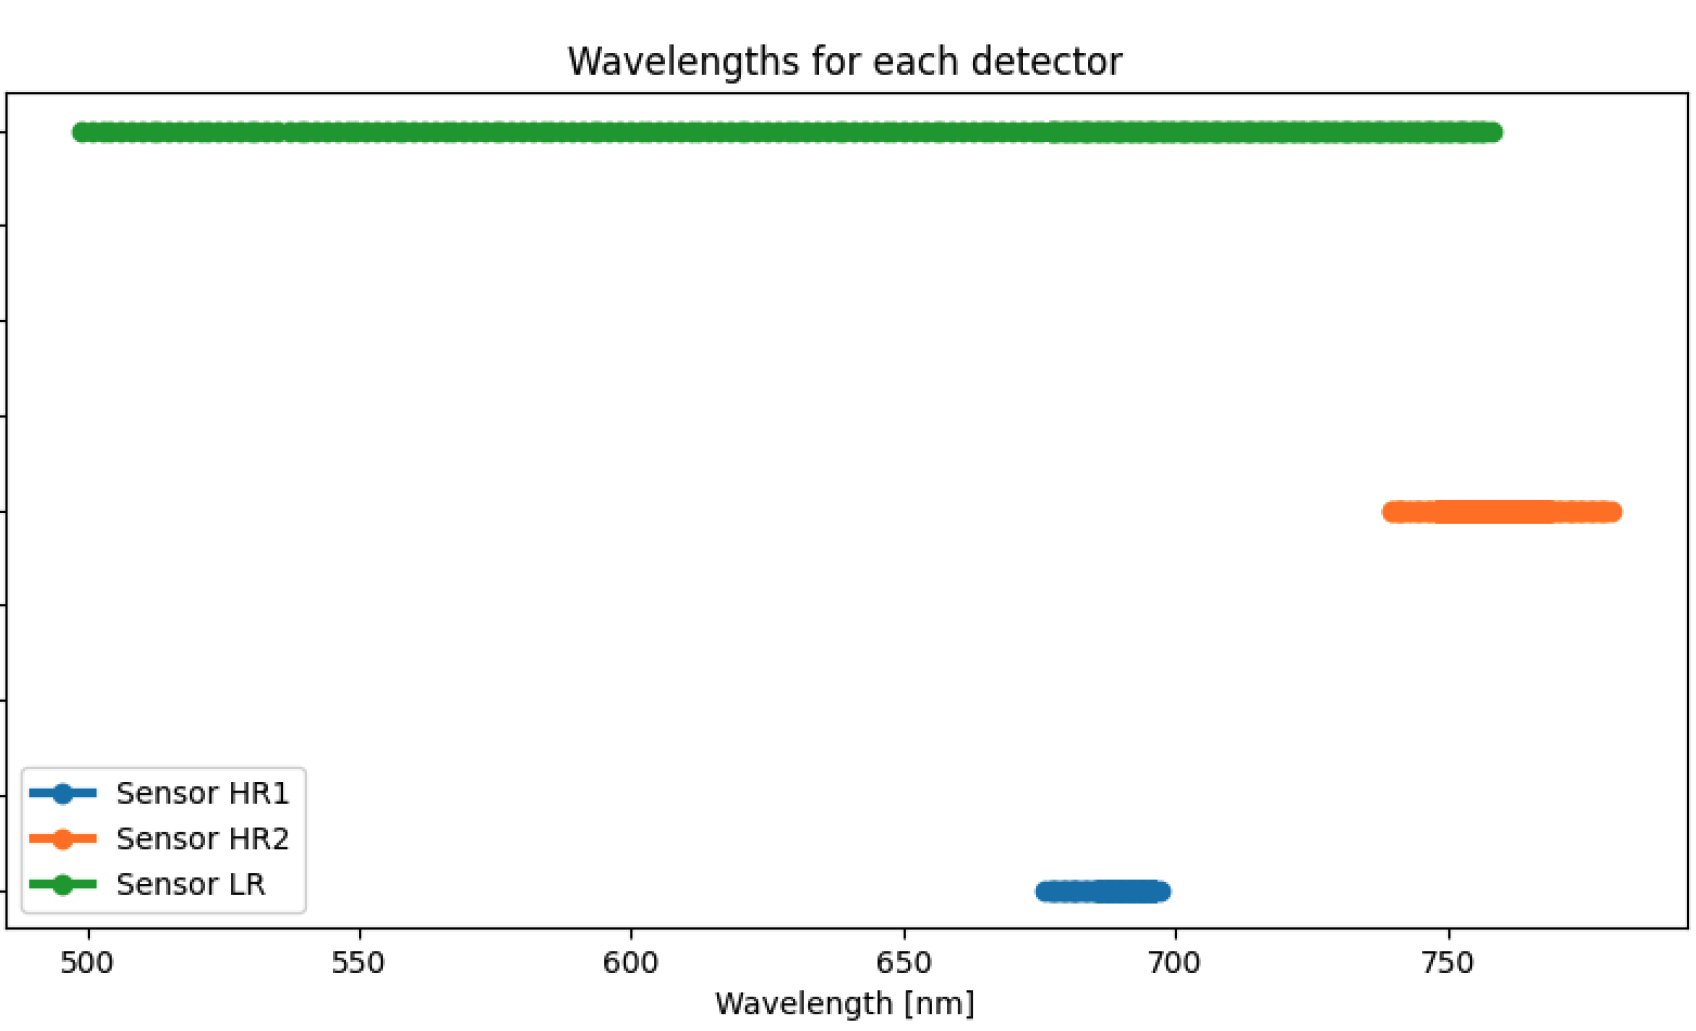 Wavelengths for each detector
Sensor HR1
Sensor HR2
Sensor LR
500 550 600 650 700 750
Wavelength [nm]